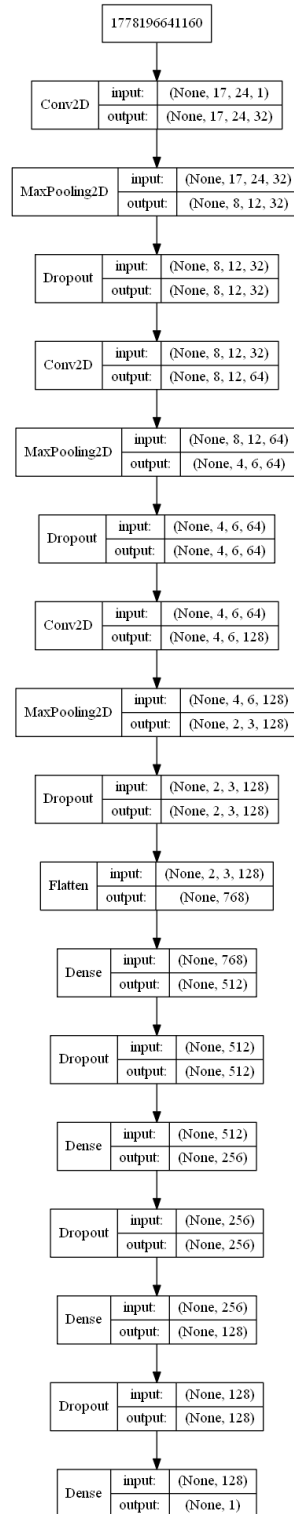 1778196641160
Conv2D input: (None, 17, 24, 1)
output: (None, 17, 24, 32)
MaxPooling2D input: (None, 17, 24, 32)
output: (None, 8, 12, 32)
Dropout input: (None, 8, 12, 32)
output: (None, 8, 12, 32)
Conv2D input: (None, 8, 12, 32)
output: (None, 8, 12, 64)
MaxPooling2D input: (None, 8, 12, 64)
output: (None, 4, 6, 64)
Dropout input: (None, 4, 6, 64)
output: (None, 4, 6, 64)
Conv2D input: (None, 4, 6, 64)
output: (None, 4, 6, 128)
MaxPooling2D input: (None, 4, 6, 128)
output: (None, 2, 3, 128)
Dropout input: (None, 2, 3, 128)
output: (None, 2, 3, 128)
Flatten input: (None, 2, 3, 128)
output: (None, 768)
Dense input: (None, 768)
output: (None, 512)
Dropout input: (None, 512)
output: (None, 512)
Dense input: (None, 512)
output: (None, 256)
Dropout input: (None, 256)
output: (None, 256)
Dense input: (None, 256)
output: (None, 128)
Dropout input: (None, 128)
output: (None, 128)
Dense input: (None, 128)
output: (None, 1)